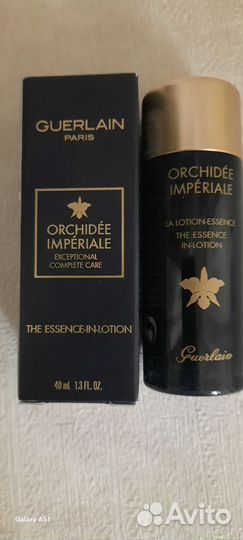 GUERLAIN
PARIS
ORCHIDÉE
IMPÉRIALE
EXCEPTIONAL
COMPLETE CARE
THE ESSENCE-IN-LOTION
40 ml 1.3 FL. OZ.
ORCHIDÉE
IMPÉRIALE
LA LOTION-ESSENCE
THE ESSENCE
IN-LOTION
Guerlain
Galaxy A51
Avito